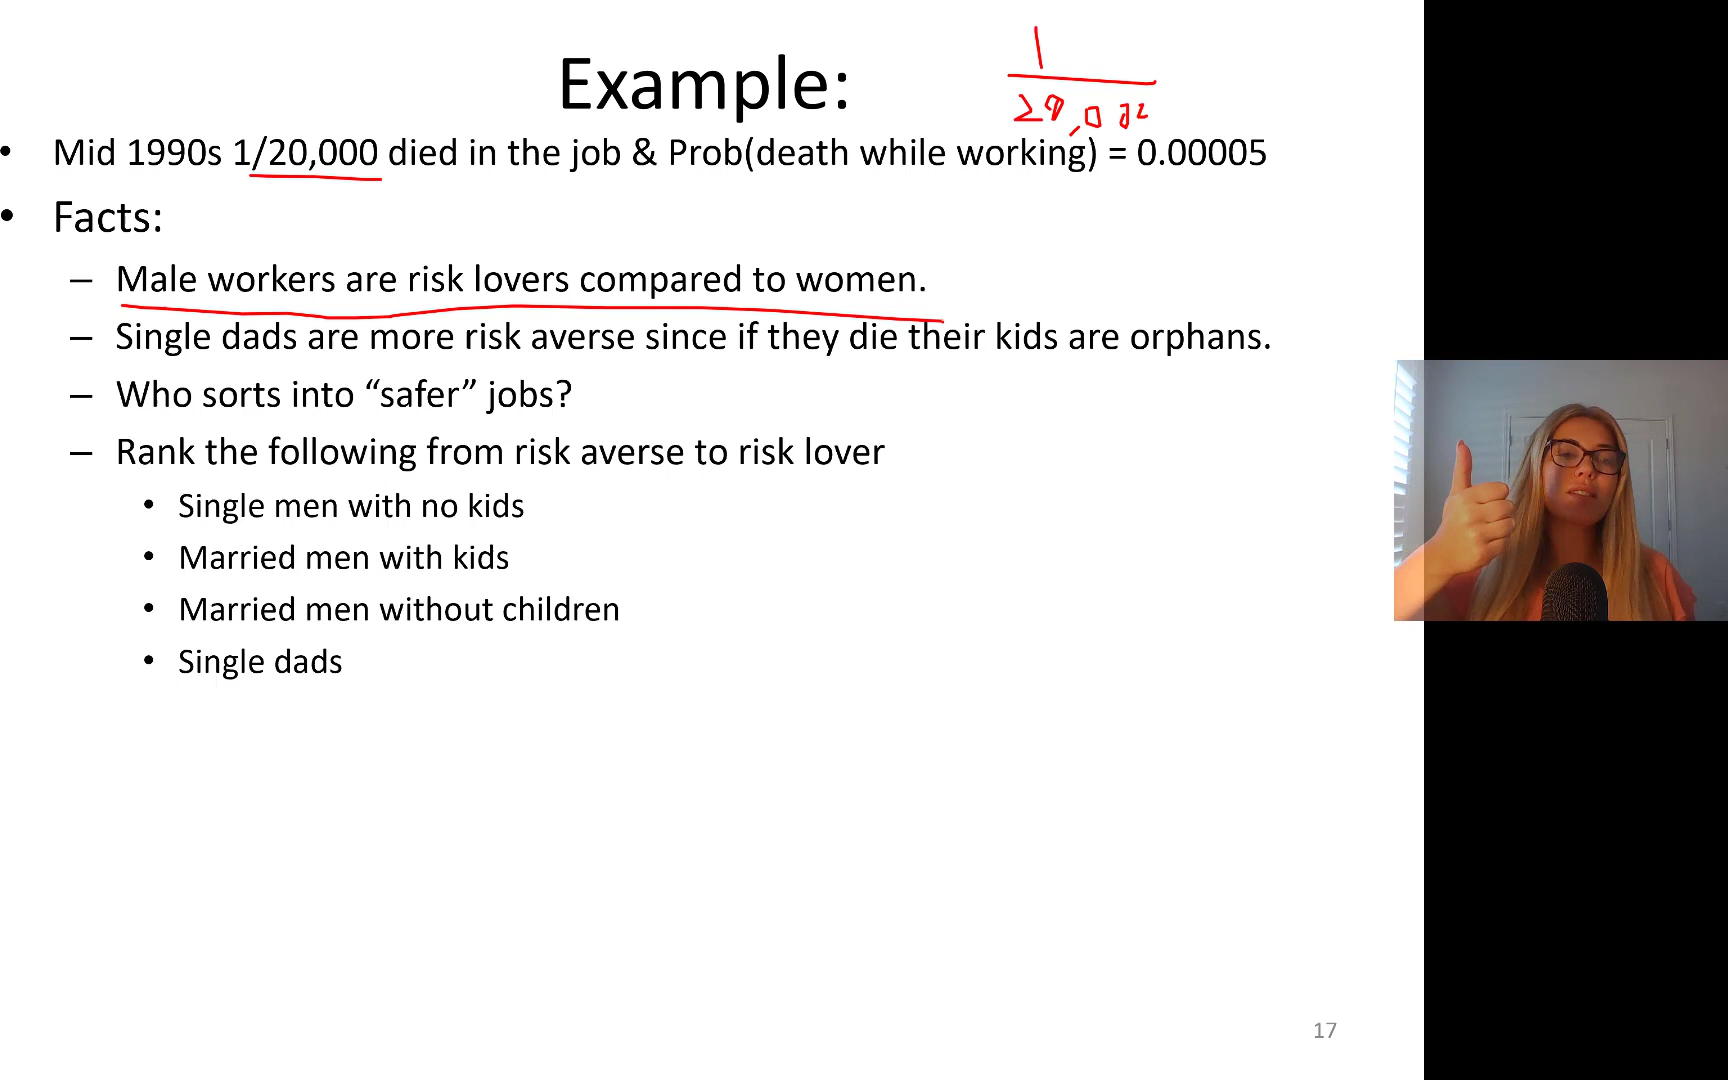 Example:
1
20,000
• Mid 1990s 1/20,000 died in the job & Prob(death while working) = 0.00005
• Facts:
– Male workers are risk lovers compared to women.
– Single dads are more risk averse since if they die their kids are orphans.
– Who sorts into “safer” jobs?
– Rank the following from risk averse to risk lover
• Single men with no kids
• Married men with kids
• Married men without children
• Single dads
17